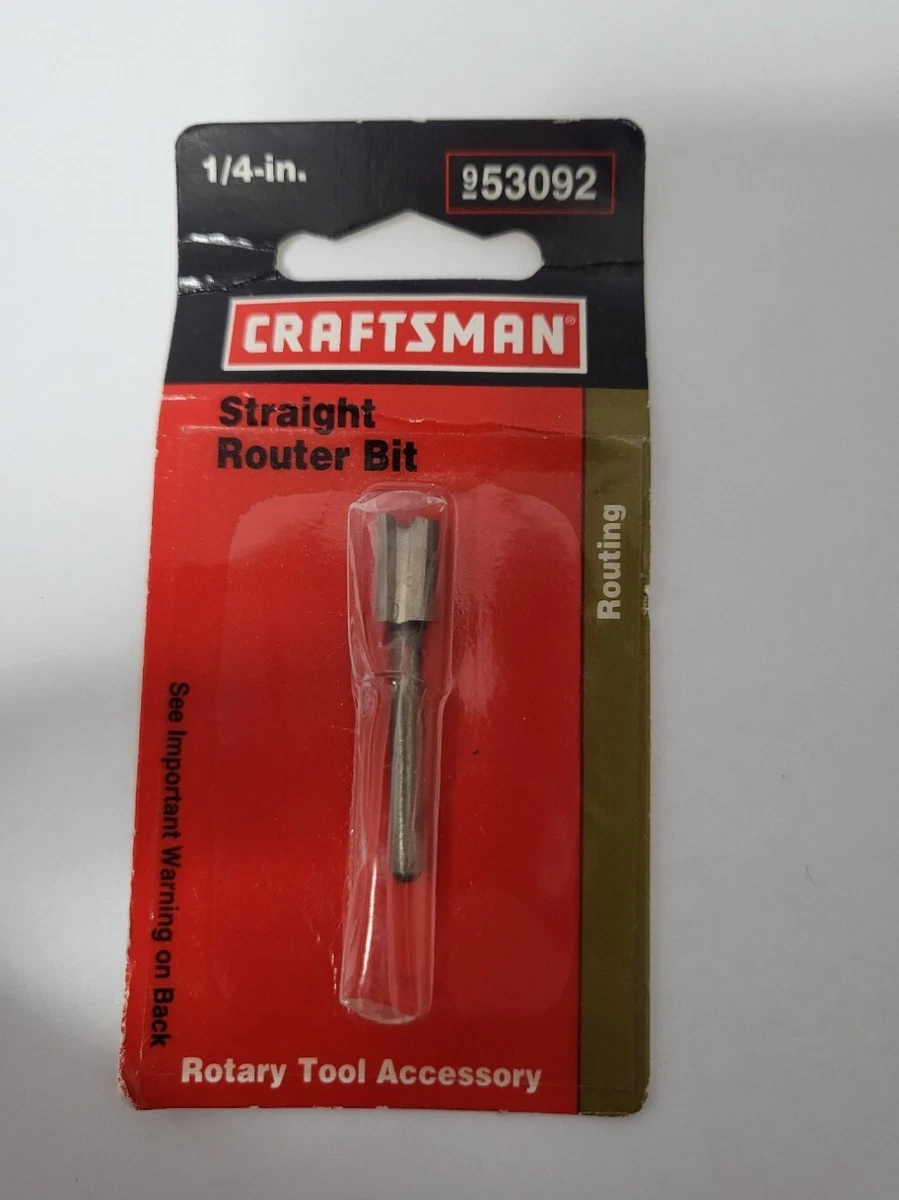 1/4-in.
953092
CRAFTSMAN®
Straight
Router Bit
Routing
See Important Warning on Back
Rotary Tool Accessory